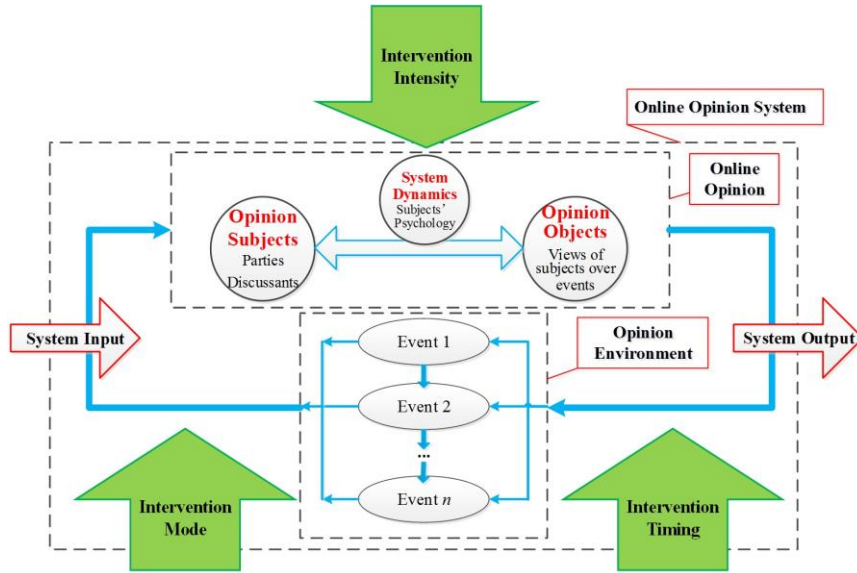 Intervention
Intensity
Online Opinion System
Online
Opinion
System
Dynamics
Subjects’
Psychology
Opinion
Subjects
Parties
Discussants
Opinion
Objects
Views of
subjects over
events
System Input
Event 1
Opinion
Environment
System Output
Event 2
...
Event n
Intervention
Mode
Intervention
Timing